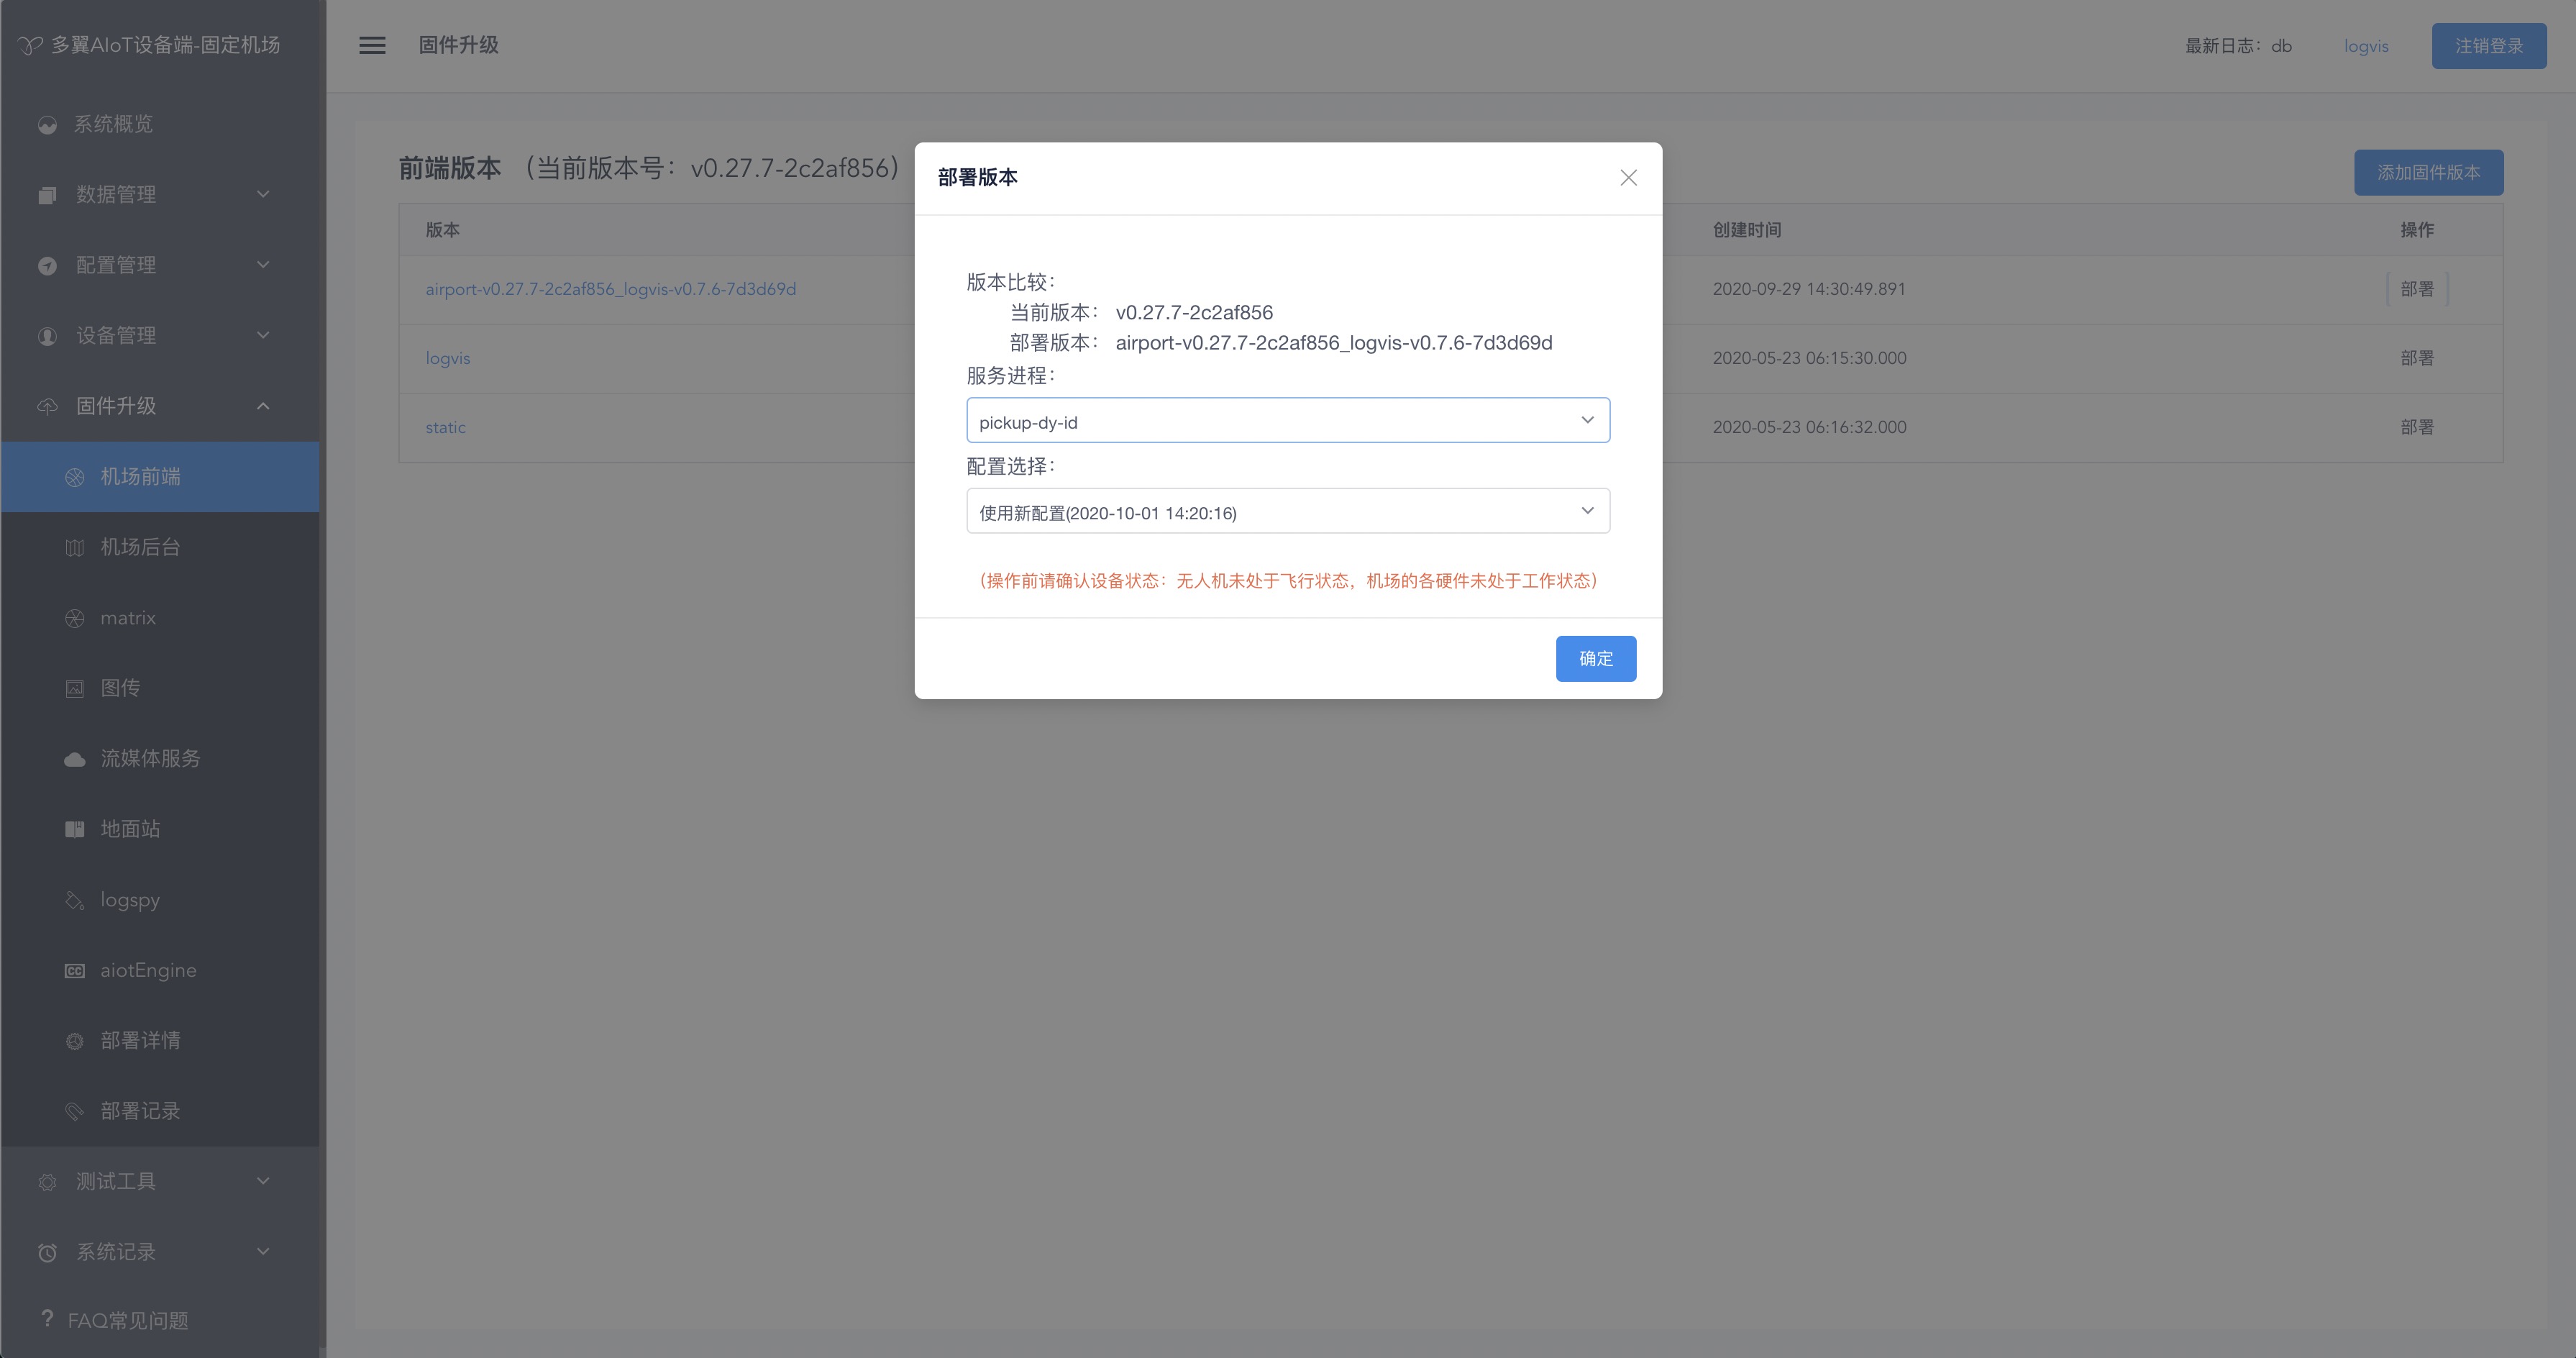 多翼AIoT设备端-固定机场
系统概览
数据管理
配置管理
设备管理
固件升级
机场前端
机场后台
matrix
图传
流媒体服务
地面站
logspy
CC
aiotEngine
部署详情
部署记录
测试工具
系统记录
? FAQ常见问题
固件升级
最新日志：db
logvis
注销登录
前端版本 （当前版本号：v0.27.7-2c2af856）
添加固件版本
版本
创建时间
操作
airport-v0.27.7-2c2af856_logvis-v0.7.6-7d3d69d
2020-09-29 14:30:49.891
部署
logvis
2020-05-23 06:15:30.000
部署
static
2020-05-23 06:16:32.000
部署
部署版本
版本比较：
当前版本： v0.27.7-2c2af856
部署版本： airport-v0.27.7-2c2af856_logvis-v0.7.6-7d3d69d
服务进程：
pickup-dy-id
配置选择：
使用新配置(2020-10-01 14:20:16)
（操作前请确认设备状态：无人机未处于飞行状态，机场的各硬件未处于工作状态）
确定